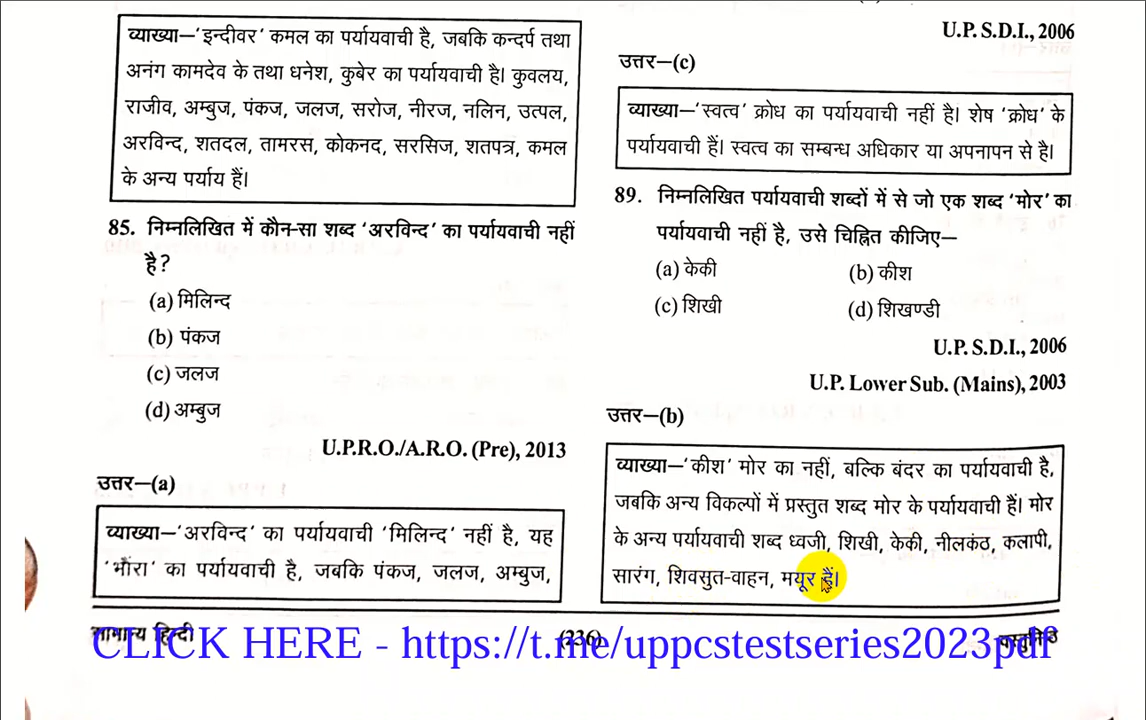 व्याख्या–'इन्दीवर' कमल का पर्यायवाची है, जबकि कन्दर्प तथा
अनंग कामदेव के तथा धनेश, कुबेर का पर्यायवाची है। कुवलय,
राजीव, अम्बुज, पंकज, जलज, सरोज, नीरज, नलिन, उत्पल,
अरविन्द, शतदल, तामरस, कोकनद, सरसिज, शतपत्र, कमल
के अन्य पर्याय हैं।
85. निम्नलिखित में कौन-सा शब्द 'अरविन्द' का पर्यायवाची नहीं
है?
(a) मिलिन्द
(b) पंकज
(c) जलज
(d) अम्बुज
U.P.R.O./A.R.O. (Pre), 2013
उत्तर–(a)
व्याख्या–'अरविन्द' का पर्यायवाची 'मिलिन्द' नहीं है, यह
'भौंरा' का पर्यायवाची है, जबकि पंकज, जलज, अम्बुज,
U.P. S.D.I., 2006
उत्तर–(c)
व्याख्या–'स्वत्व' क्रोध का पर्यायवाची नहीं है। शेष 'क्रोध' के
पर्यायवाची हैं। स्वत्व का सम्बन्ध अधिकार या अपनापन से है।
89. निम्नलिखित पर्यायवाची शब्दों में से जो एक शब्द 'मोर' का
पर्यायवाची नहीं है, उसे चिह्नित कीजिए–
(a) केकी (b) कीश
(c) शिखी (d) शिखण्डी
U.P. S.D.I., 2006
U.P. Lower Sub. (Mains), 2003
उत्तर–(b)
व्याख्या–'कीश' मोर का नहीं, बल्कि बंदर का पर्यायवाची है,
जबकि अन्य विकल्पों में प्रस्तुत शब्द मोर के पर्यायवाची हैं। मोर
के अन्य पर्यायवाची शब्द ध्वजी, शिखी, केकी, नीलकंठ, कलापी,
सारंग, शिवसुत-वाहन, मयूर हैं।
सामान्य हिन्दी (236) वस्तुनिष्ठ
CLICK HERE - https://t.me/uppcstestseries2023pdf